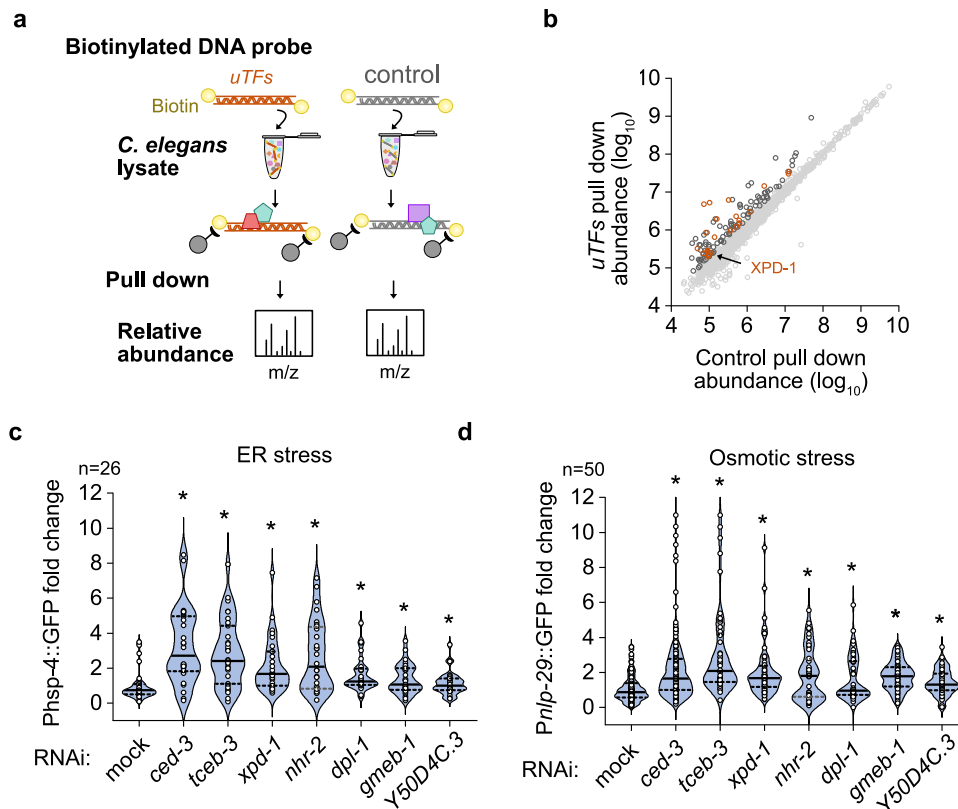 a
Biotinylated DNA probe
uTFs
control
Biotin
C. elegans
lysate
Pull down
Relative
abundance
m/z
m/z
b
uTFs pull down
abundance (log10)
10
9
8
7
6
5
4
4 5 6 7 8 9 10
XPD-1
Control pull down
abundance (log10)
c
ER stress
n=26
Phsp-4::GFP fold change
12
10
8
6
4
2
0
* * * * * * *
RNAi:
mock
ced-3
tceb-3
xpd-1
nhr-2
dpl-1
gmeb-1
Y50D4C.3
d
Osmotic stress
n=50
Pnlp-29::GFP fold change
12
10
8
6
4
2
0
* * * * * * *
RNAi:
mock
ced-3
tceb-3
xpd-1
nhr-2
dpl-1
gmeb-1
Y50D4C.3